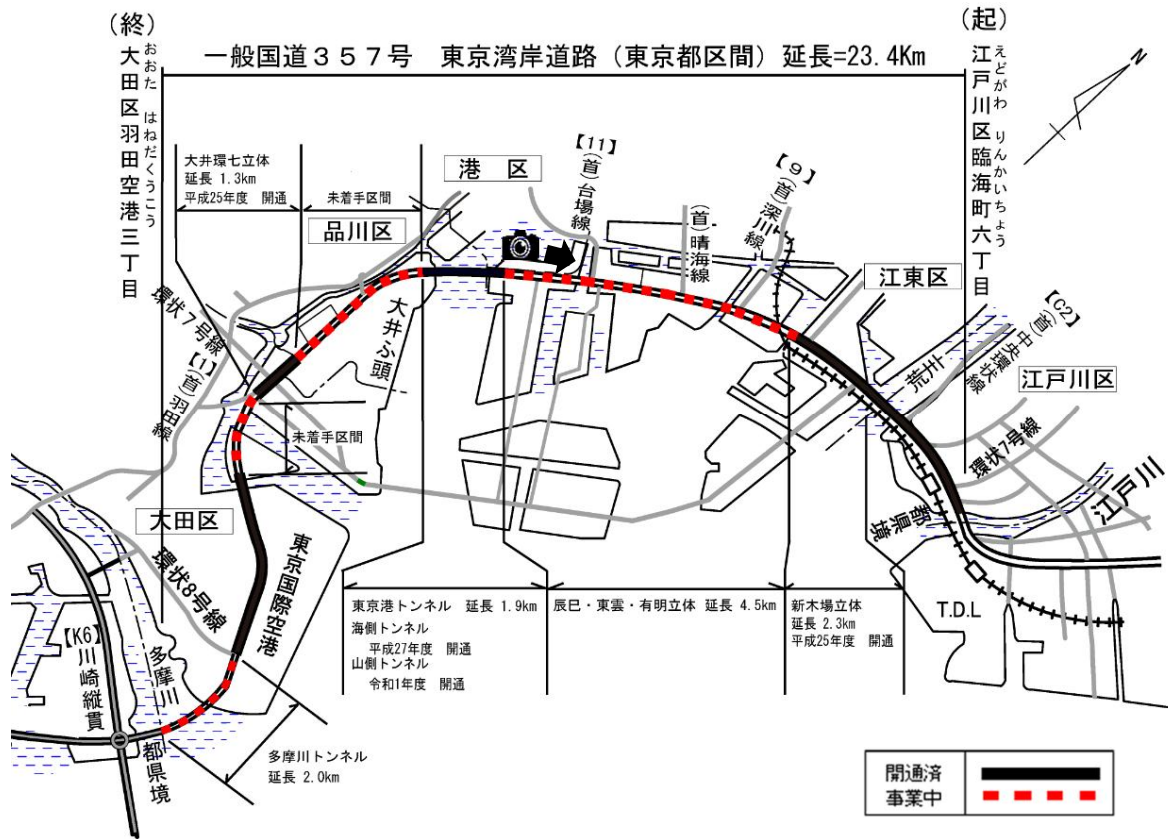 (終)
大田区羽田空港三丁目
おおた はねだくうこう
一般国道357号 東京湾岸道路(東京都区間)延長=23.4Km
(起)
江戸川区臨海町六丁目
えどがわ りんかいちょう
N
大井環七立体
延長 1.3km
平成25年度 開通
未着手区間
港 区
品川区
【11】
(首)台場線
(首)晴海線
【9】
(首)深川線
江東区
荒川
【C2】
(首)中央環状線
江戸川区
環状7号線
江戸川
都県境
T.D.L
環状7号線
【1】
(首)羽田線
大井ふ頭
未着手区間
大田区
環状8号線
東京国際空港
【K6】
川崎縦貫
多摩川
都県境
多摩川トンネル
延長 2.0km
東京港トンネル 延長 1.9km
海側トンネル
平成27年度 開通
山側トンネル
令和1年度 開通
辰巳・東雲・有明立体 延長 4.5km
新木場立体
延長 2.3km
平成25年度 開通
開通済
事業中